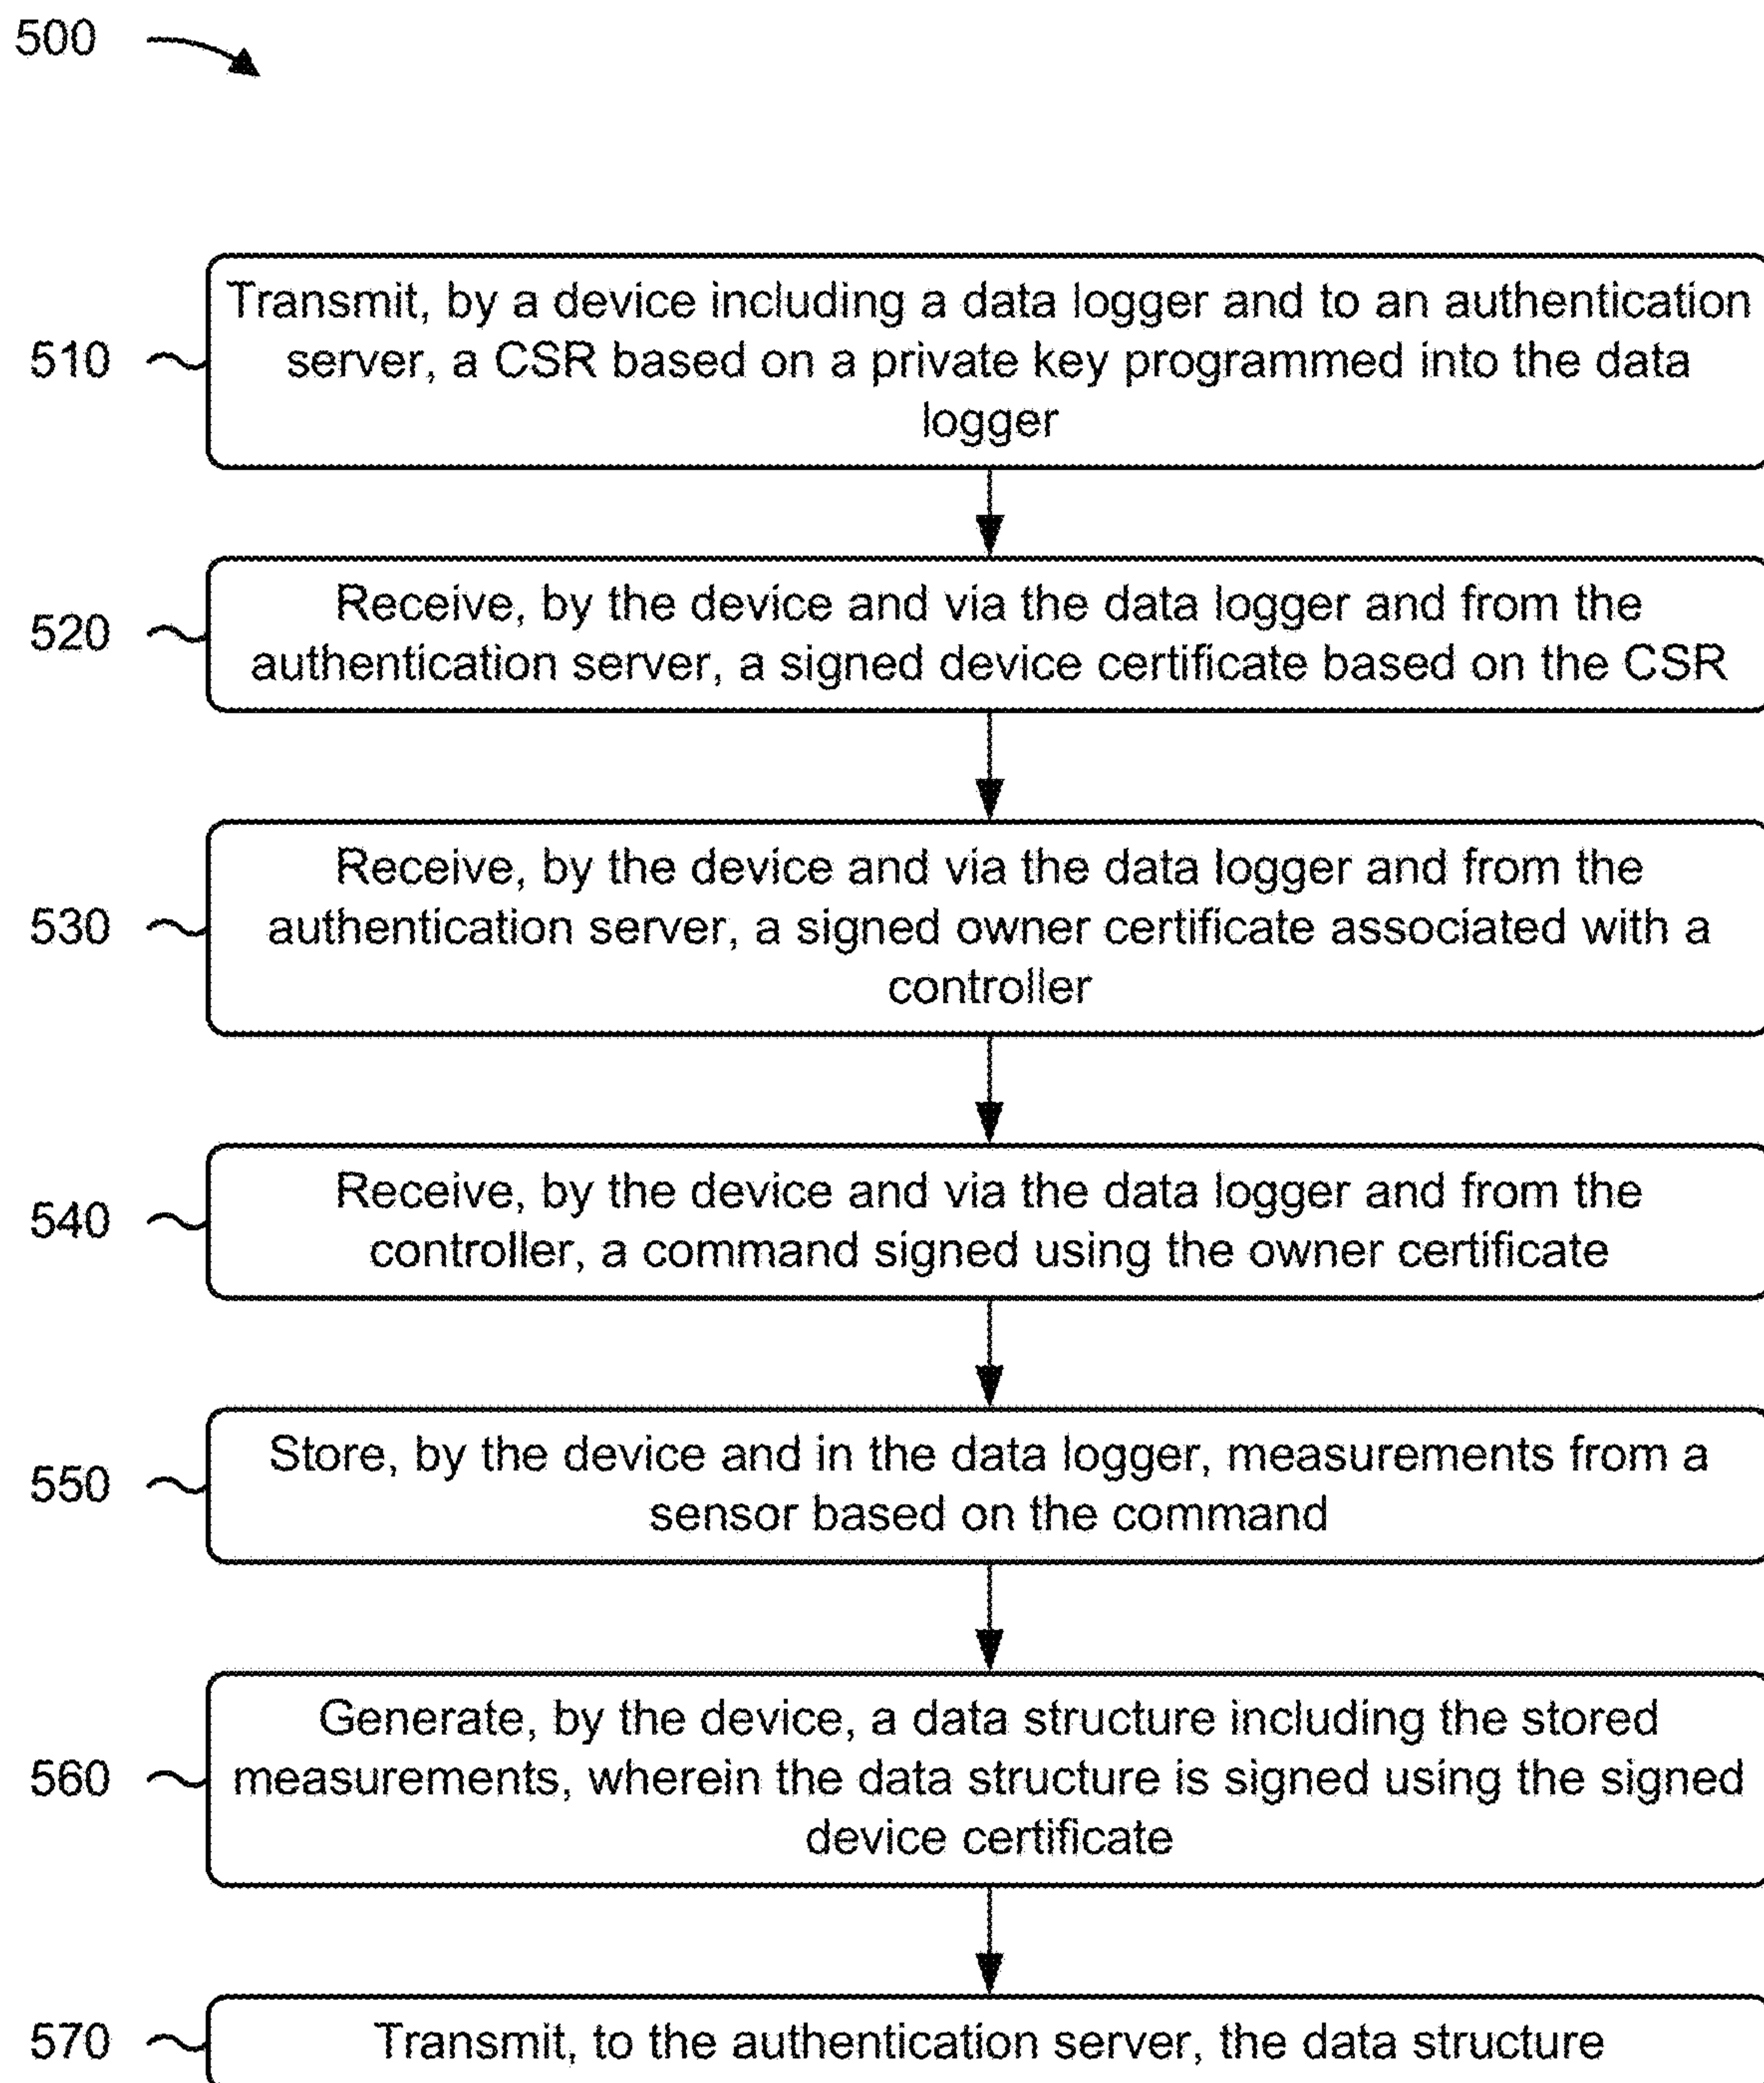 500
Transmit, by a device including a data logger and to an authentication
510 server, a CSR based on a private key programmed into the data
logger
Receive, by the device and via the data logger and from the
520 authentication server, a signed device certificate based on the CSR
Receive, by the device and via the data logger and from the
530 authentication server, a signed owner certificate associated with a
controller
Receive, by the device and via the data logger and from the
540 controller, a command signed using the owner certificate
Store, by the device and in the data logger, measurements from a
550 sensor based on the command
Generate, by the device, a data structure including the stored
560 measurements, wherein the data structure is signed using the signed
device certificate
570 Transmit, to the authentication server, the data structure